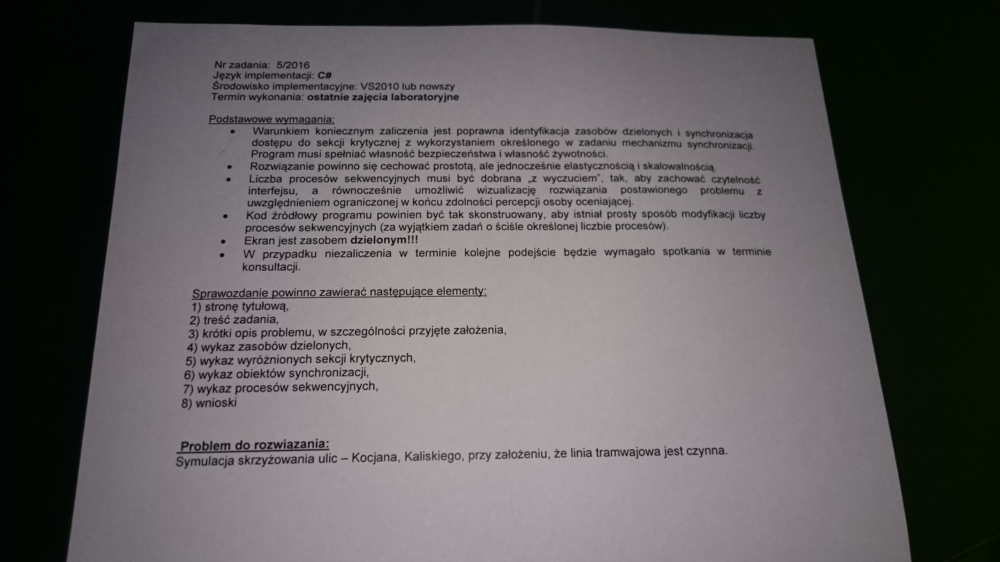 Nr zadania: 5/2016
Język implementacji: C#
Środowisko implementacyjne: VS2010 lub nowszy
Termin wykonania: ostatnie zajęcia laboratoryjne
Podstawowe wymagania:
• Warunkiem koniecznym zaliczenia jest poprawna identyfikacja zasobów dzielonych i synchronizacja
dostępu do sekcji krytycznej z wykorzystaniem określonego w zadaniu mechanizmu synchronizacji.
Program musi spełniać własność bezpieczeństwa i własność żywotności.
• Rozwiązanie powinno się cechować prostotą, ale jednocześnie elastycznością i skalowalnością.
• Liczba procesów sekwencyjnych musi być dobrana „z wyczuciem”, tak, aby zachować czytelność
interfejsu, a równocześnie umożliwić wizualizację rozwiązania postawionego problemu z
uwzględnieniem ograniczonej w końcu zdolności percepcji osoby oceniającej.
• Kod źródłowy programu powinien być tak skonstruowany, aby istniał prosty sposób modyfikacji liczby
procesów sekwencyjnych (za wyjątkiem zadań o ściśle określonej liczbie procesów).
• Ekran jest zasobem dzielonym!!!
• W przypadku niezaliczenia w terminie kolejne podejście będzie wymagało spotkania w terminie
konsultacji.
Sprawozdanie powinno zawierać następujące elementy:
1) stronę tytułową,
2) treść zadania,
3) krótki opis problemu, w szczególności przyjęte założenia,
4) wykaz zasobów dzielonych,
5) wykaz wyróżnionych sekcji krytycznych,
6) wykaz obiektów synchronizacji,
7) wykaz procesów sekwencyjnych,
8) wnioski
Problem do rozwiązania:
Symulacja skrzyżowania ulic – Kocjana, Kaliskiego, przy założeniu, że linia tramwajowa jest czynna.